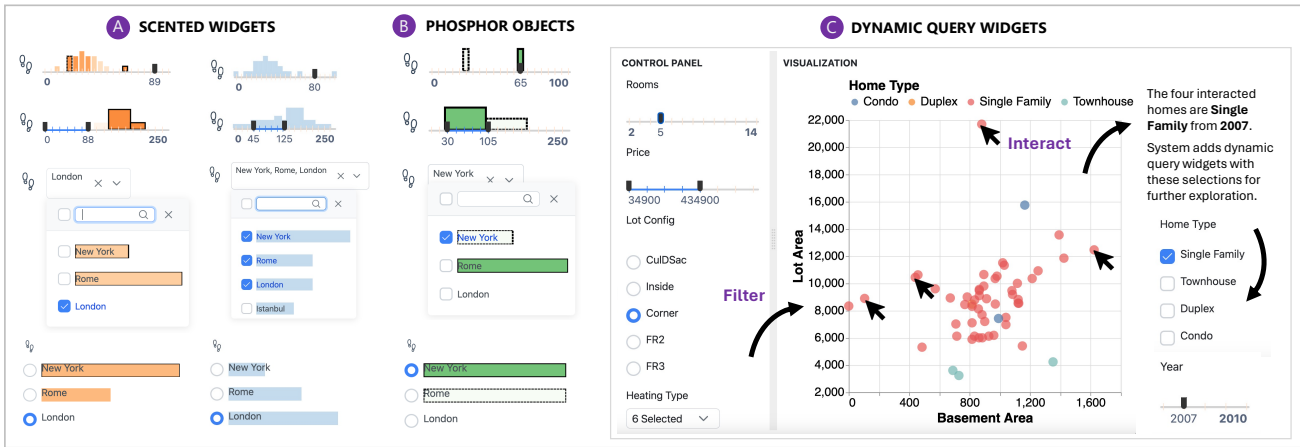 A SCENTED WIDGETS
0 89
80
0 88 250
0 45 125 250
London
New York
Rome
London
New York, Rome, London
New York
Rome
London
Istanbul
New York
Rome
London
New York
Rome
London
B PHOSPHOR OBJECTS
0 65 100
30 105 250
New York
New York
Rome
London
New York
Rome
London
C DYNAMIC QUERY WIDGETS
CONTROL PANEL
Rooms
2 5 14
Price
34900 434900
Lot Config
CulDSac
Inside
Corner
FR2
FR3
Heating Type
6 Selected
Filter
VISUALIZATION
Home Type
Condo Duplex Single Family Townhouse
Interact
Lot Area
22,000
20,000
18,000
16,000
14,000
12,000
10,000
8,000
6,000
4,000
2,000
0 400 800 1,200 1,600
Basement Area
The four interacted
homes are Single
Family from 2007.
System adds dynamic
query widgets with
these selections for
further exploration.
Home Type
Single Family
Townhouse
Duplex
Condo
Year
2007 2010